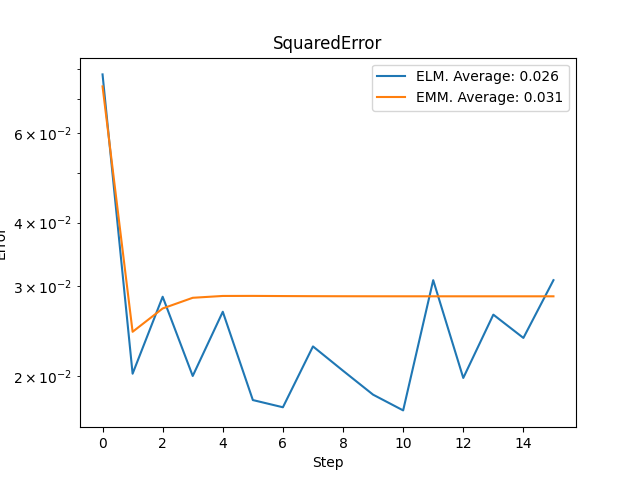 SquaredError
ELM. Average: 0.026
EMM. Average: 0.031
6 × 10⁻²
4 × 10⁻²
3 × 10⁻²
2 × 10⁻²
Error
0 2 4 6 8 10 12 14
Step